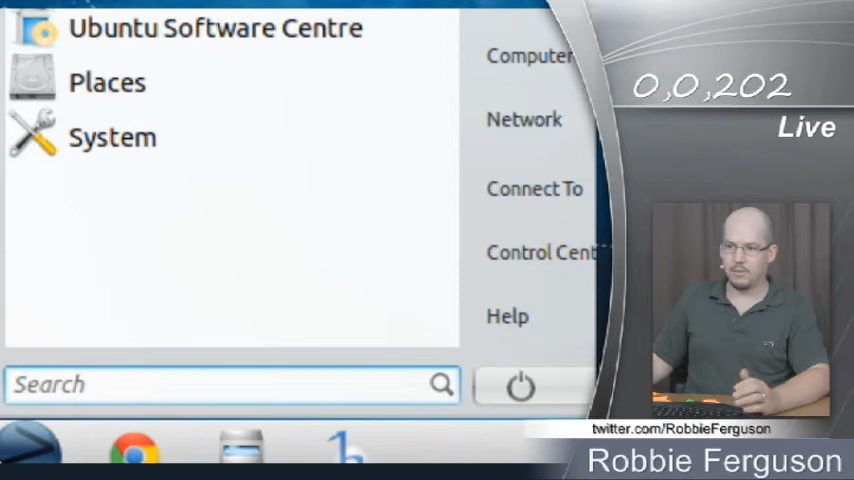 Ubuntu Software Centre
Places
System
Search
Computer
Network
Connect To
Control Cent
Help
0,0,202
Live
twitter.com/RobbieFerguson
Robbie Ferguson